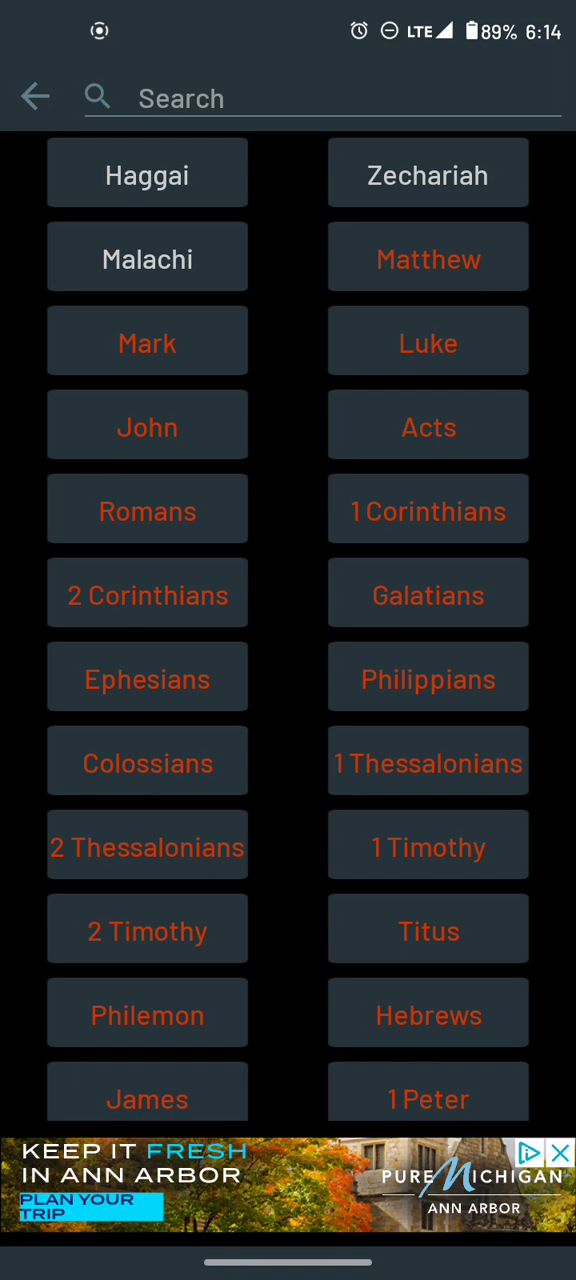 LTE 89% 6:14
Search
Haggai Zechariah
Malachi Matthew
Mark Luke
John Acts
Romans 1 Corinthians
2 Corinthians Galatians
Ephesians Philippians
Colossians 1 Thessalonians
2 Thessalonians 1 Timothy
2 Timothy Titus
Philemon Hebrews
James 1 Peter
KEEP IT FRESH
IN ANN ARBOR
PLAN YOUR
TRIP
PURE MICHIGAN
ANN ARBOR